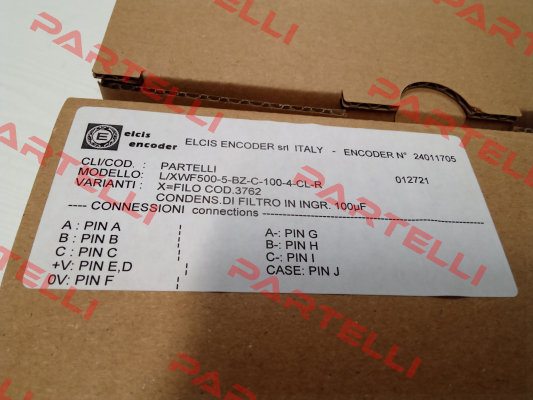 PARTELLI
elcis
encoder
ELCIS ENCODER srl ITALY - ENCODER N° 24011705
CLI/COD. : PARTELLI
MODELLO: L/XWF500-5-BZ-C-100-4-CL-R 012721
VARIANTI : X=FILO COD.3762
CONDENS.DI FILTRO IN INGR. 100µF
---- CONNESSIONI connections --------------------
A : PIN A
B : PIN B
C : PIN C
+V: PIN E,D
0V: PIN F
A-: PIN G
B-: PIN H
C-: PIN I
CASE: PIN J
PARTELLI
PARTELLI
PARTELLI
PARTELLI
PARTELLI